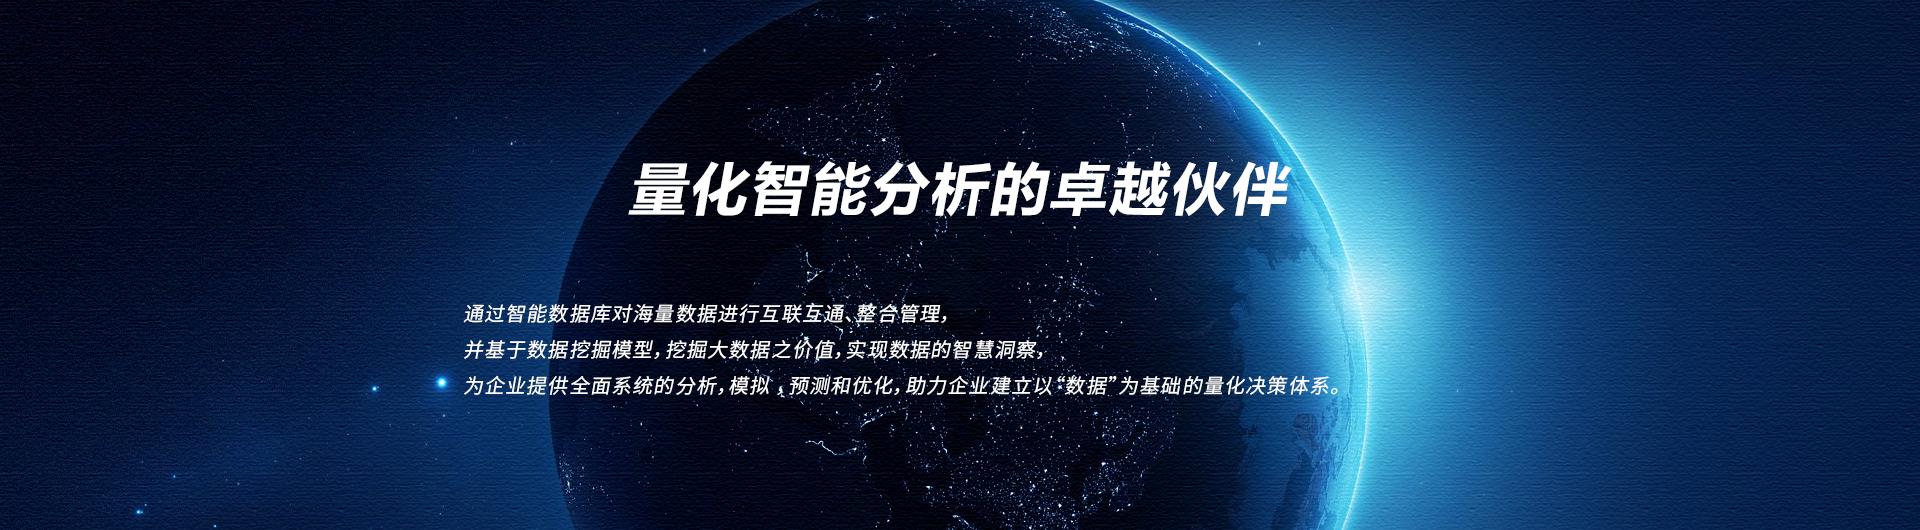 量化智能分析的卓越伙伴
通过智能数据库对海量数据进行互联互通、整合管理，
并基于数据挖掘模型，挖掘大数据之价值，实现数据的智慧洞察，
为企业提供全面系统的分析，模拟，预测和优化，助力企业建立以“数据”为基础的量化决策体系。